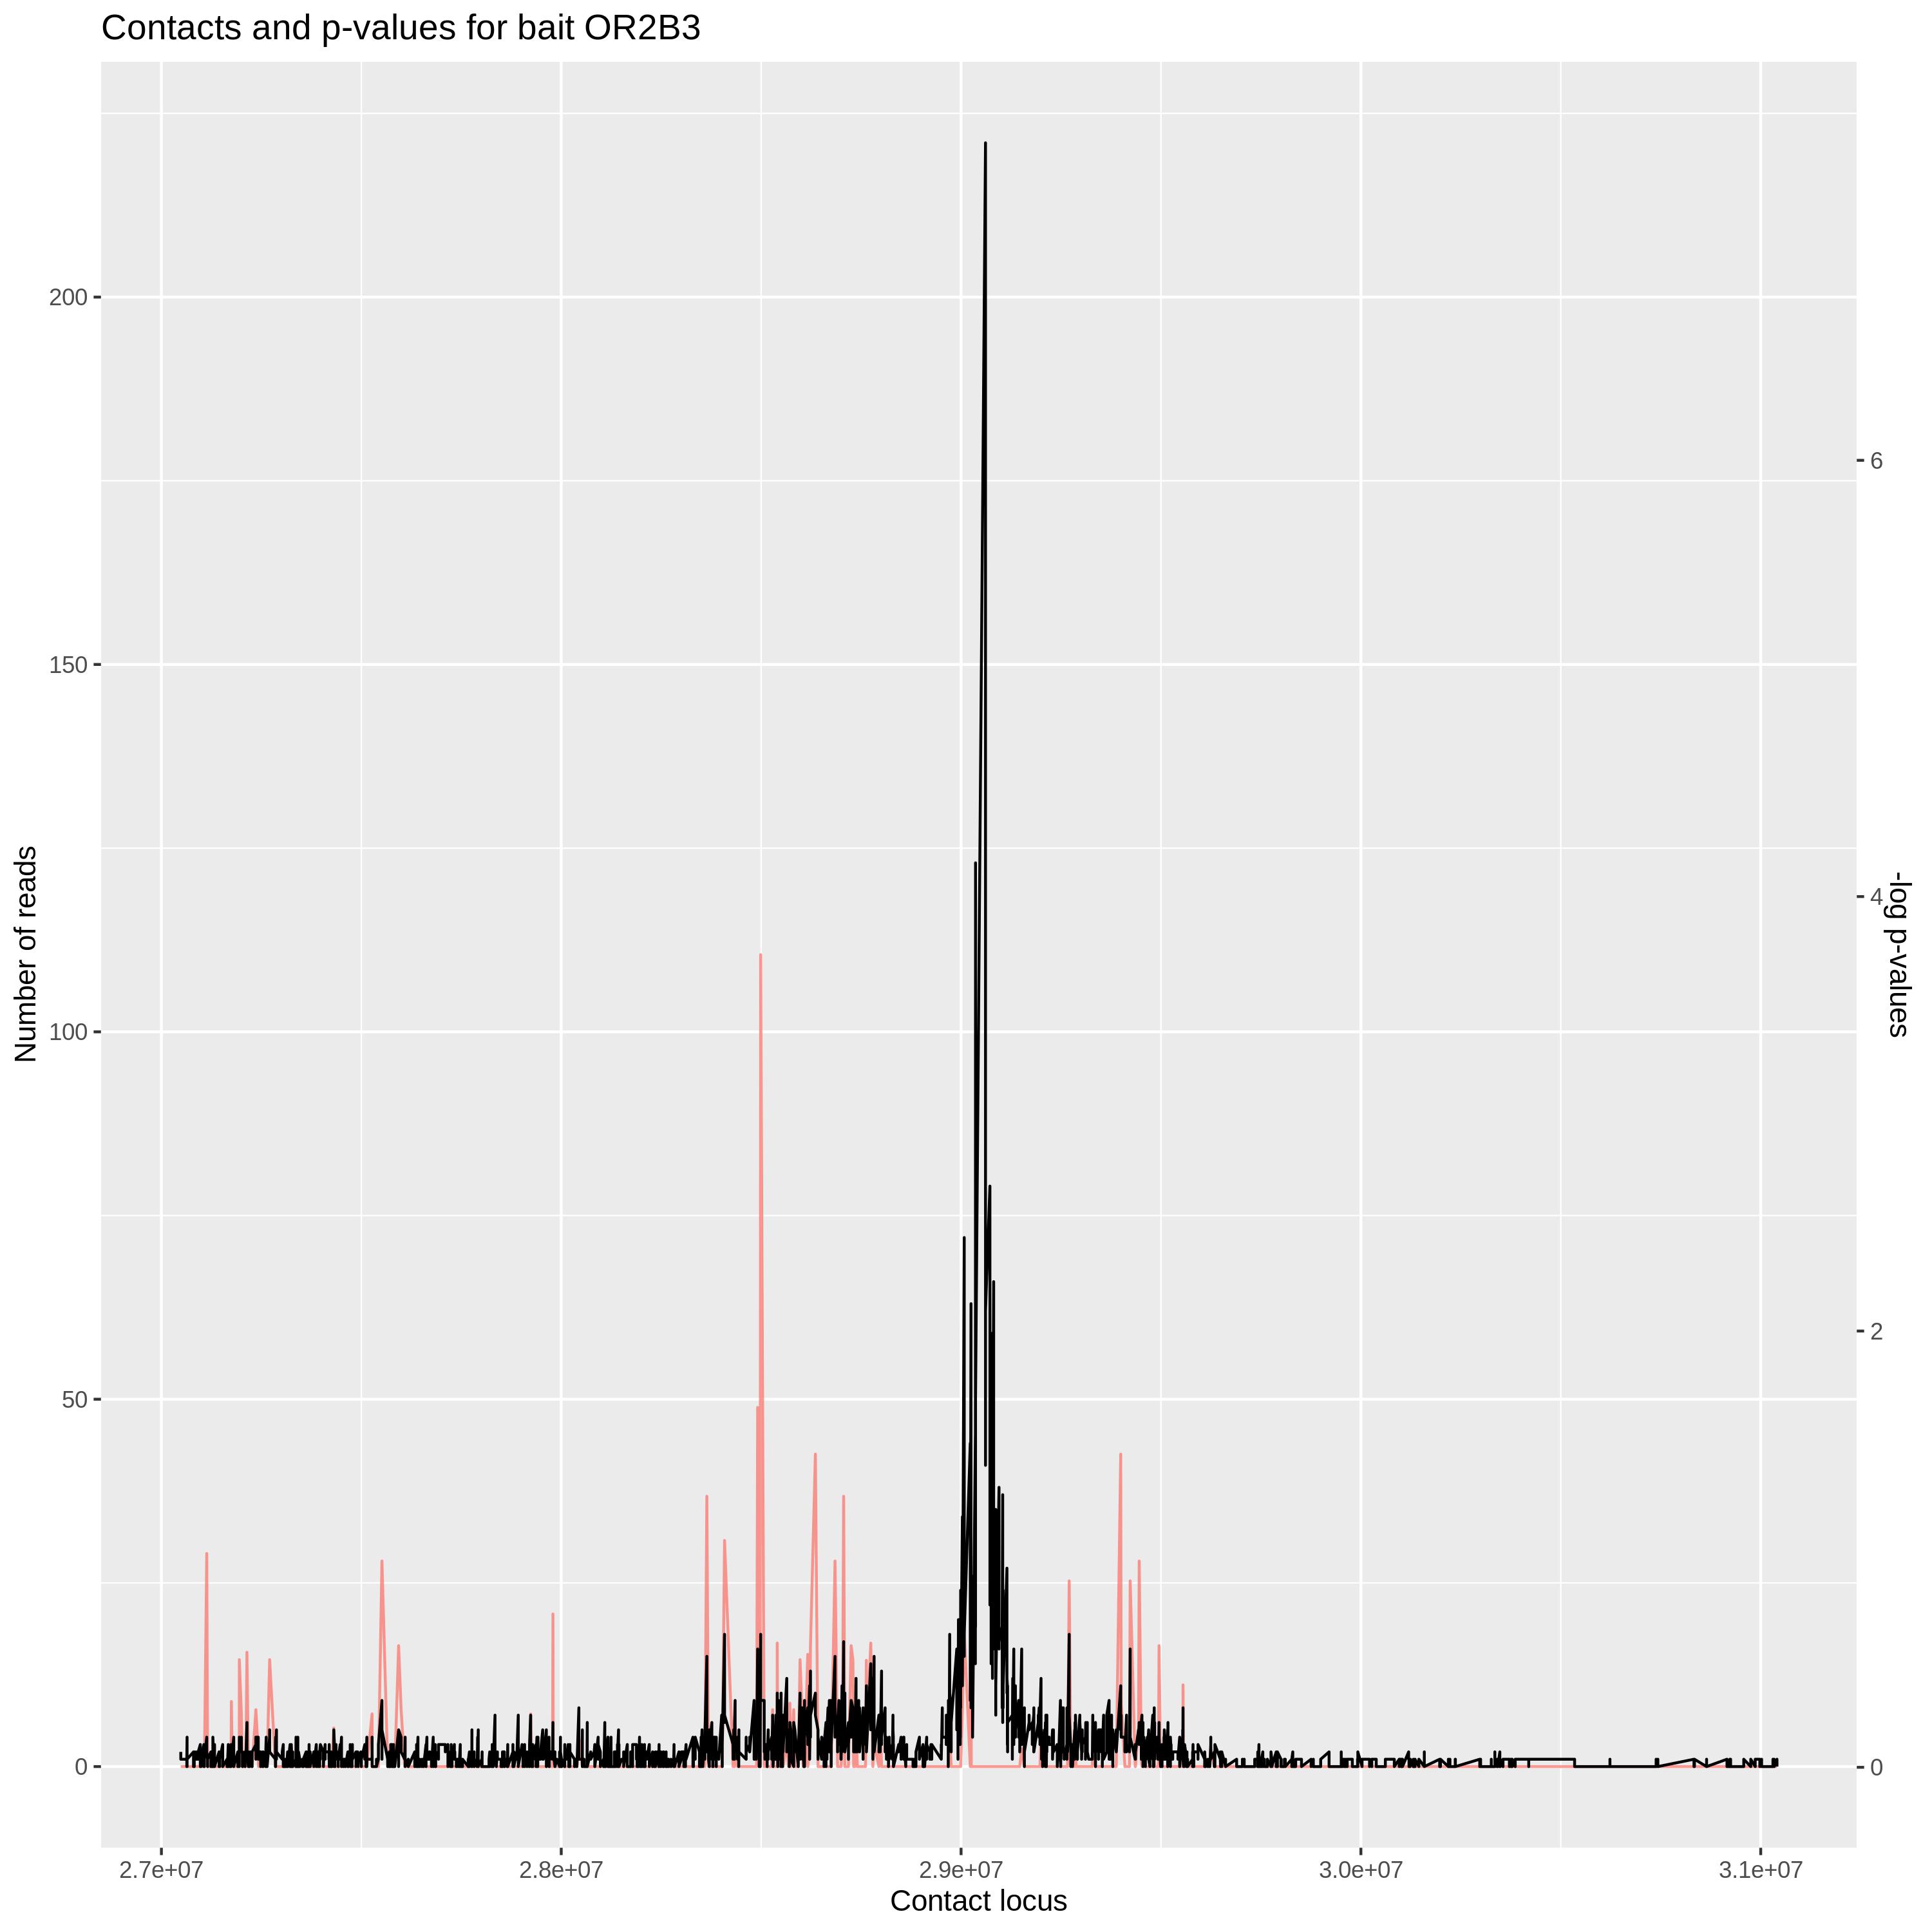 Contacts and p-values for bait OR2B3
Number of reads
200
150
100
50
0
6
4
2
0
-log p-values
2.7e+07
2.8e+07
2.9e+07
3.0e+07
3.1e+07
Contact locus